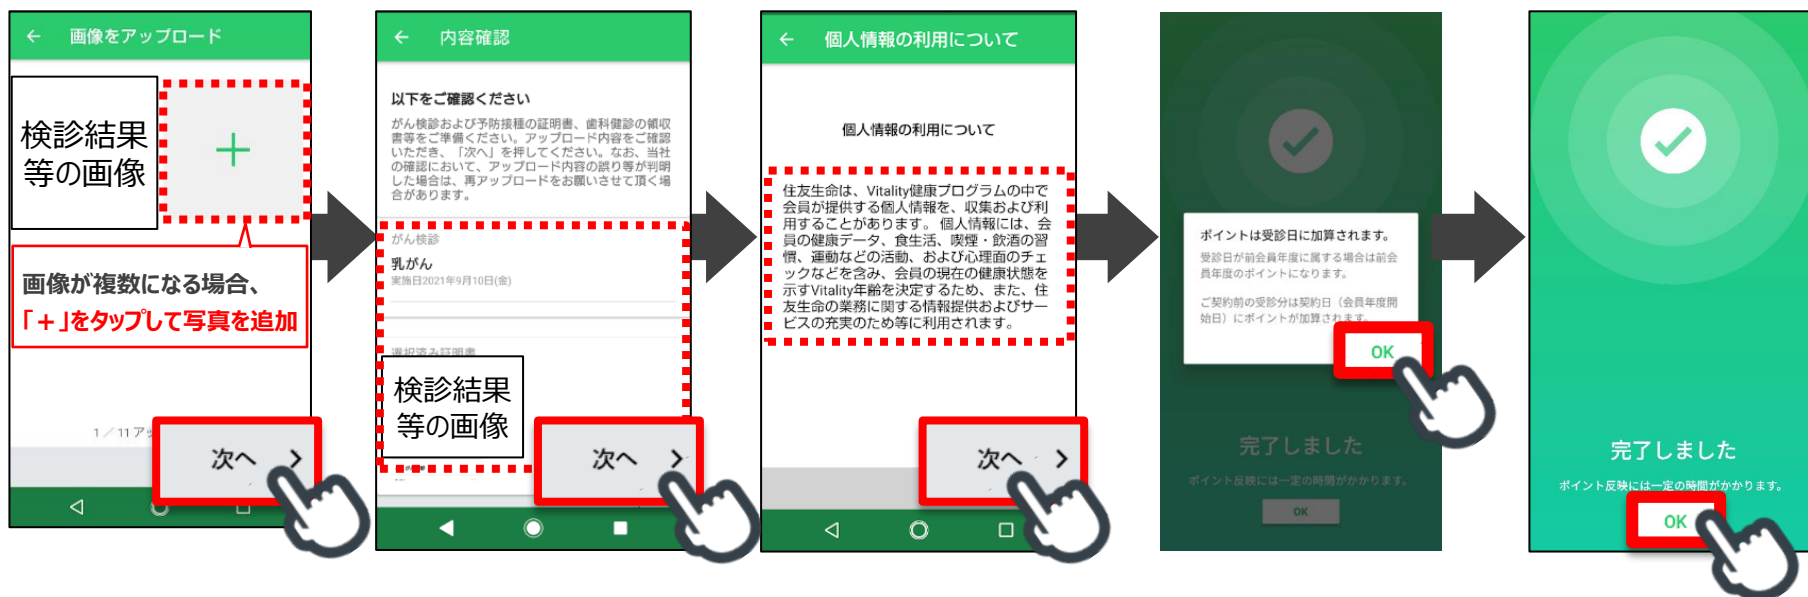 画像をアップロード
検診結果
等の画像
画像が複数になる場合、
「+」をタップして写真を追加
1 / 11
次へ
内容確認
以下をご確認ください
がん検診および予防接種の証明書、歯科健診の領収
書等をご準備ください。アップロード内容をご確認
いただき、「次へ」を押してください。なお、当社
の確認において、アップロード内容の誤り等が判明
した場合は、再アップロードをお願いさせて頂く場
合があります。
がん検診
乳がん
実施日2021年9月10日(金)
選択済み証明書
検診結果
等の画像
次へ
個人情報の利用について
個人情報の利用について
住友生命は、Vitality健康プログラムの中で
会員が提供する個人情報を、収集および利
用することがあります。個人情報には、会
員の健康データ、食生活、喫煙・飲酒の習
慣、運動などの活動、および心理面のチェ
ックなどを含み、会員の現在の健康状態を
示すVitality年齢を決定するため、また、住
友生命の業務に関する情報提供およびサー
ビスの充実のため等に利用されます。
次へ
ポイントは受診日に加算されます。
受診日が前会員年度に属する場合は前会
員年度のポイントになります。
ご契約前の受診分は契約日（会員年度開
始日）にポイントが加算されます。
OK
完了しました
ポイント反映には一定の時間がかかります。
OK
完了しました
ポイント反映には一定の時間がかかります。
OK